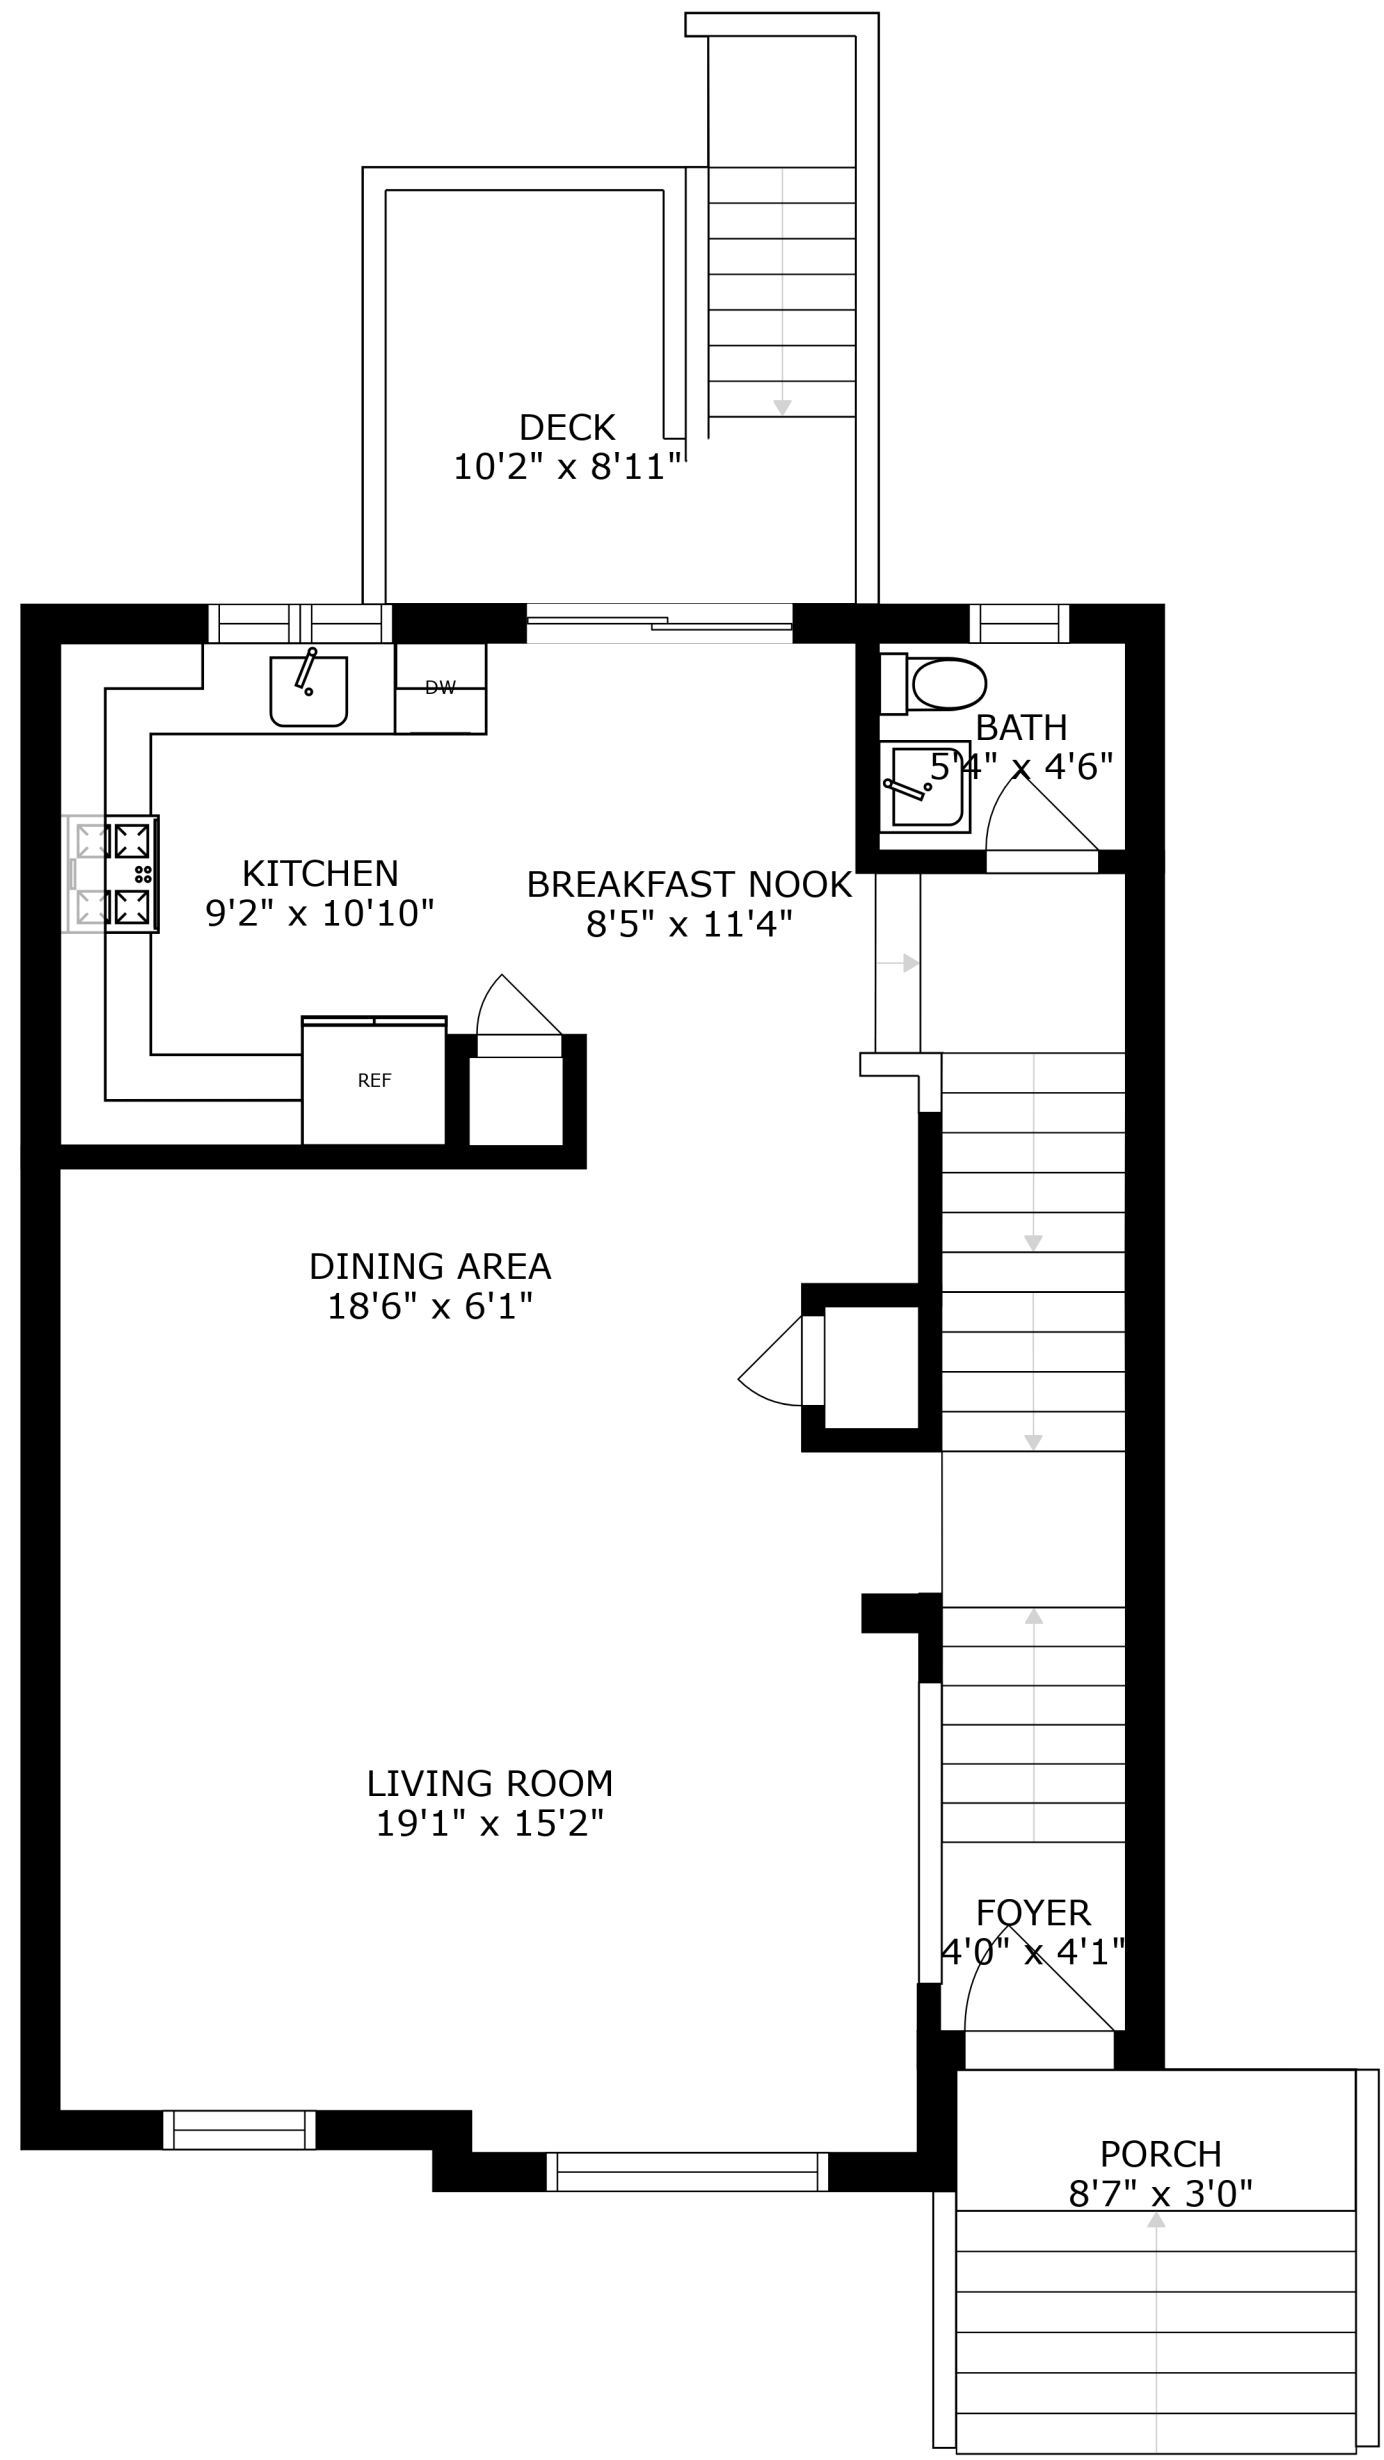 DECK
10'2" x 8'11"
DW
BATH
5'4" x 4'6"
KITCHEN
9'2" x 10'10"
BREAKFAST NOOK
8'5" x 11'4"
REF
DINING AREA
18'6" x 6'1"
LIVING ROOM
19'1" x 15'2"
FOYER
4'0" x 4'1"
PORCH
8'7" x 3'0"